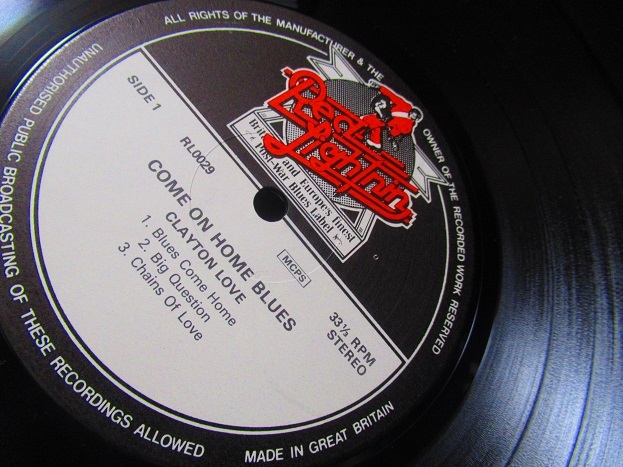 ALL RIGHTS OF THE MANUFACTURER & THE OWNER OF THE RECORDED WORK RESERVED
UNAUTHORISED PUBLIC BROADCASTING OF THESE RECORDINGS ALLOWED
MADE IN GREAT BRITAIN
Red
Lightnin'
and Europe's finest
Post-War Blues Label
SIDE 1
RL0029
COME ON HOME BLUES
CLAYTON LOVE
1. Blues Come Home
2. Big Question
3. Chains Of Love
MCPS
33⅓ RPM
STEREO